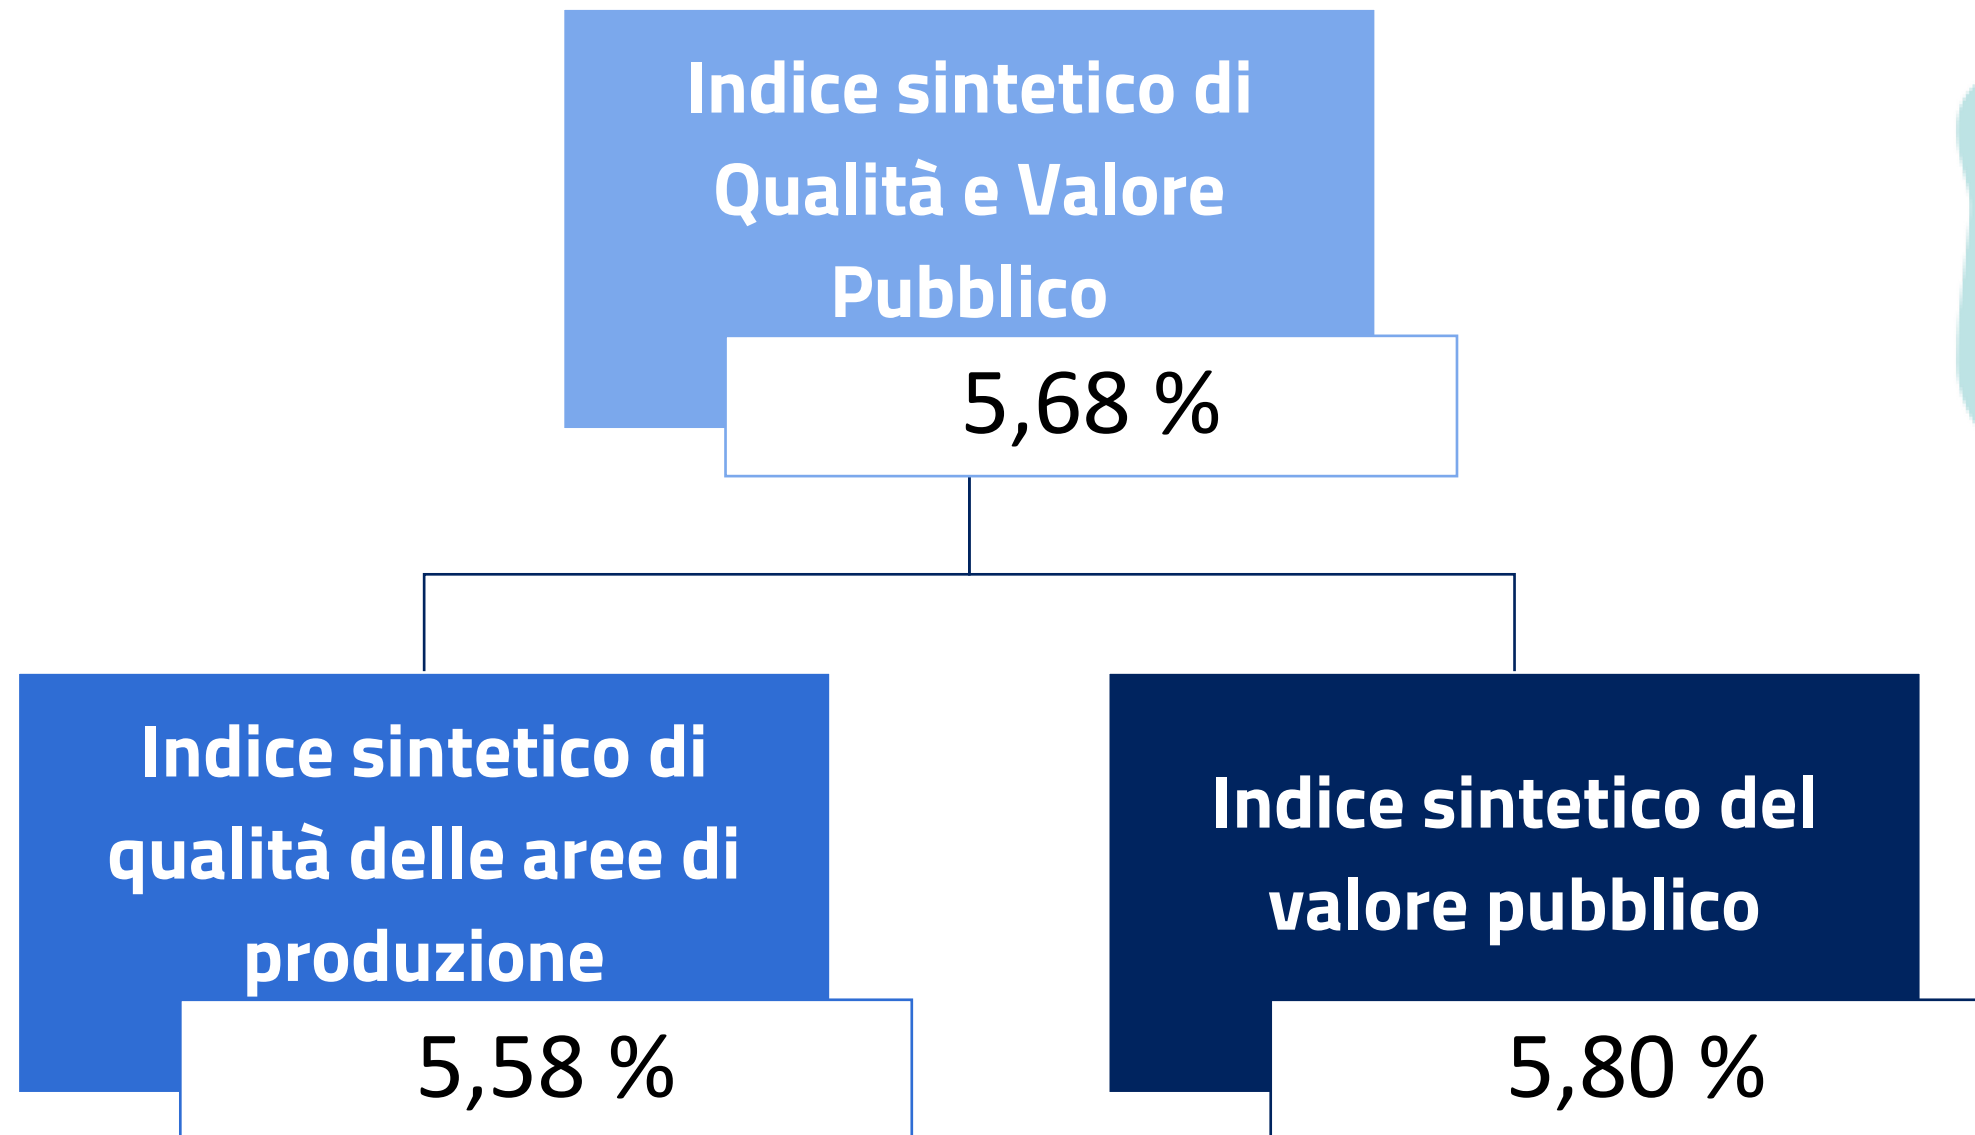 Indice sintetico di
Qualità e Valore
Pubblico
5,68 %
Indice sintetico di
qualità delle aree di
produzione
5,58 %
Indice sintetico del
valore pubblico
5,80 %